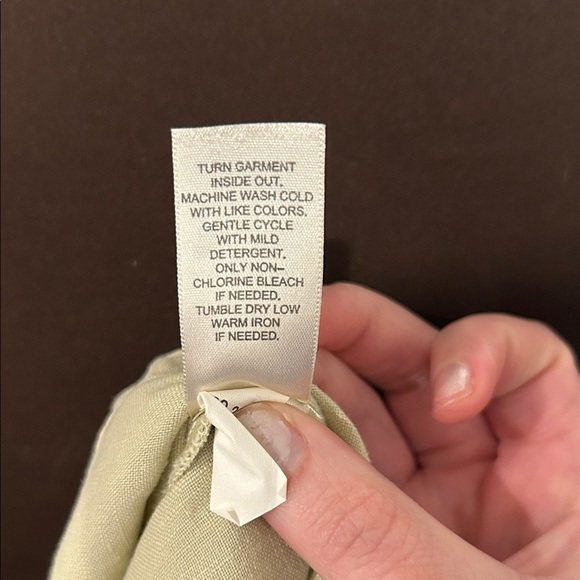 TURN GARMENT
INSIDE OUT.
MACHINE WASH COLD
WITH LIKE COLORS.
GENTLE CYCLE
WITH MILD
DETERGENT.
ONLY NON-
CHLORINE BLEACH
IF NEEDED.
TUMBLE DRY LOW
WARM IRON
IF NEEDED.